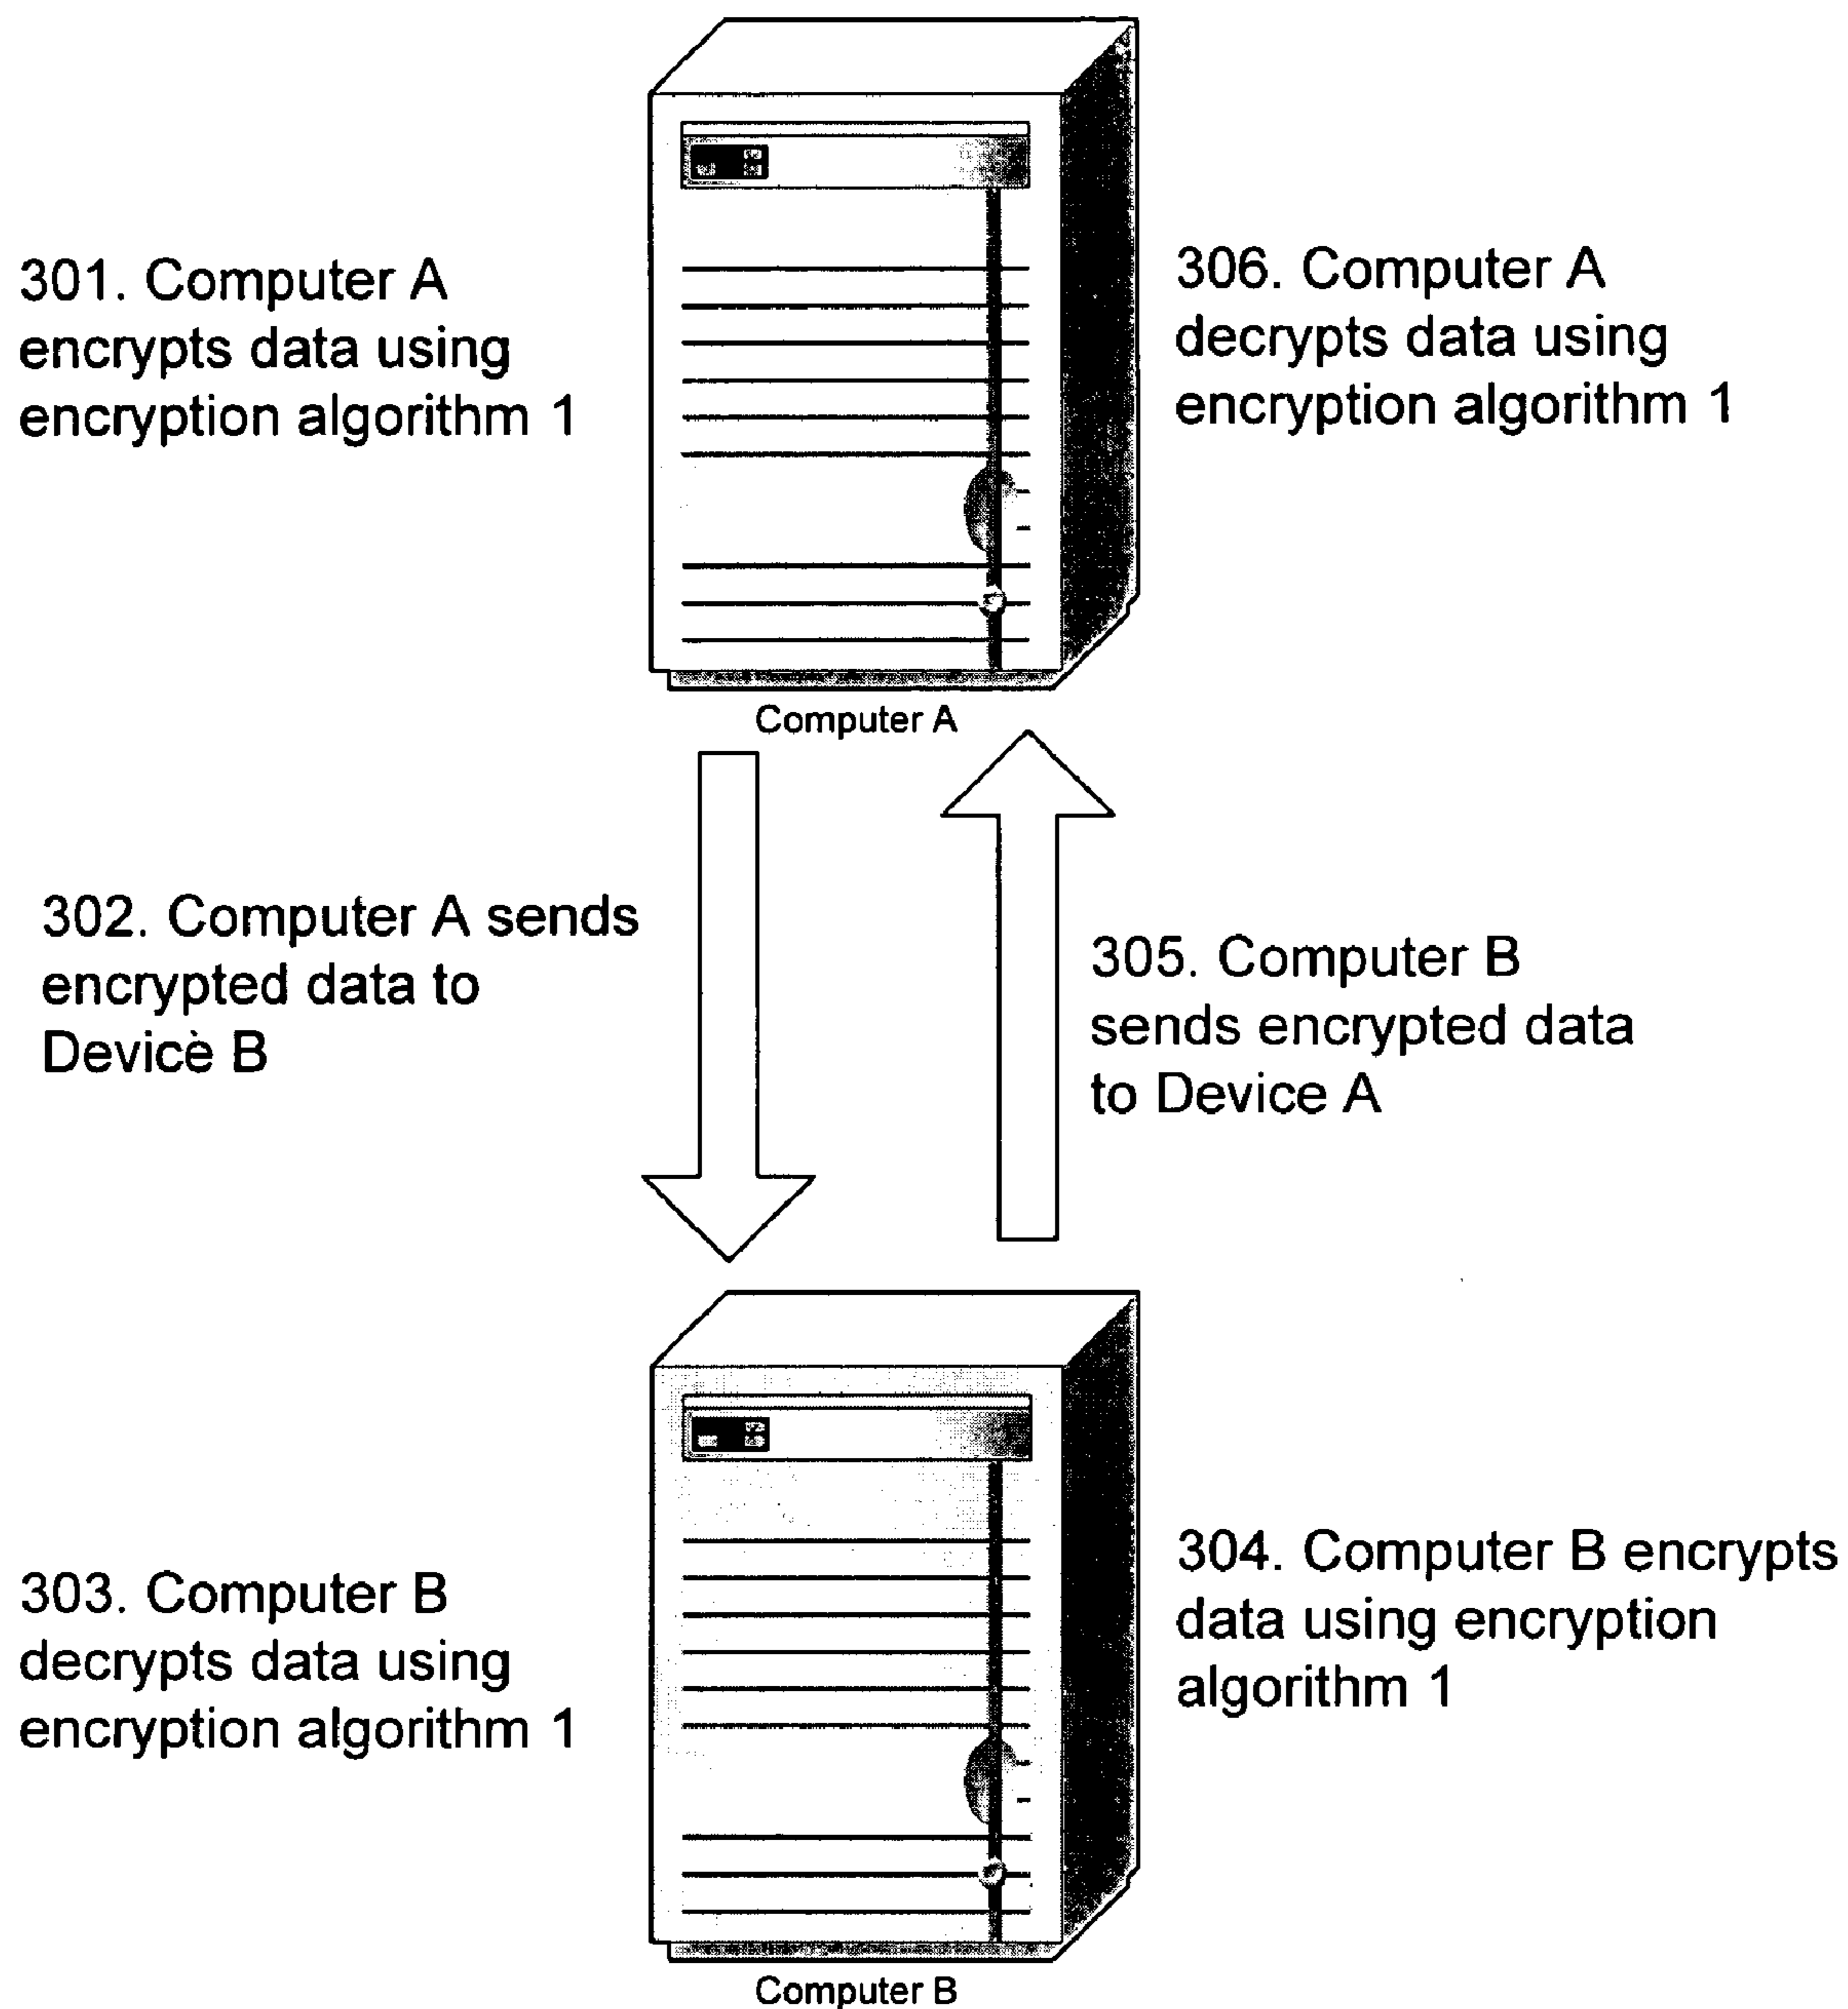 301. Computer A
encrypts data using
encryption algorithm 1
306. Computer A
decrypts data using
encryption algorithm 1
Computer A
302. Computer A sends
encrypted data to
Device B
305. Computer B
sends encrypted data
to Device A
303. Computer B
decrypts data using
encryption algorithm 1
304. Computer B encrypts
data using encryption
algorithm 1
Computer B